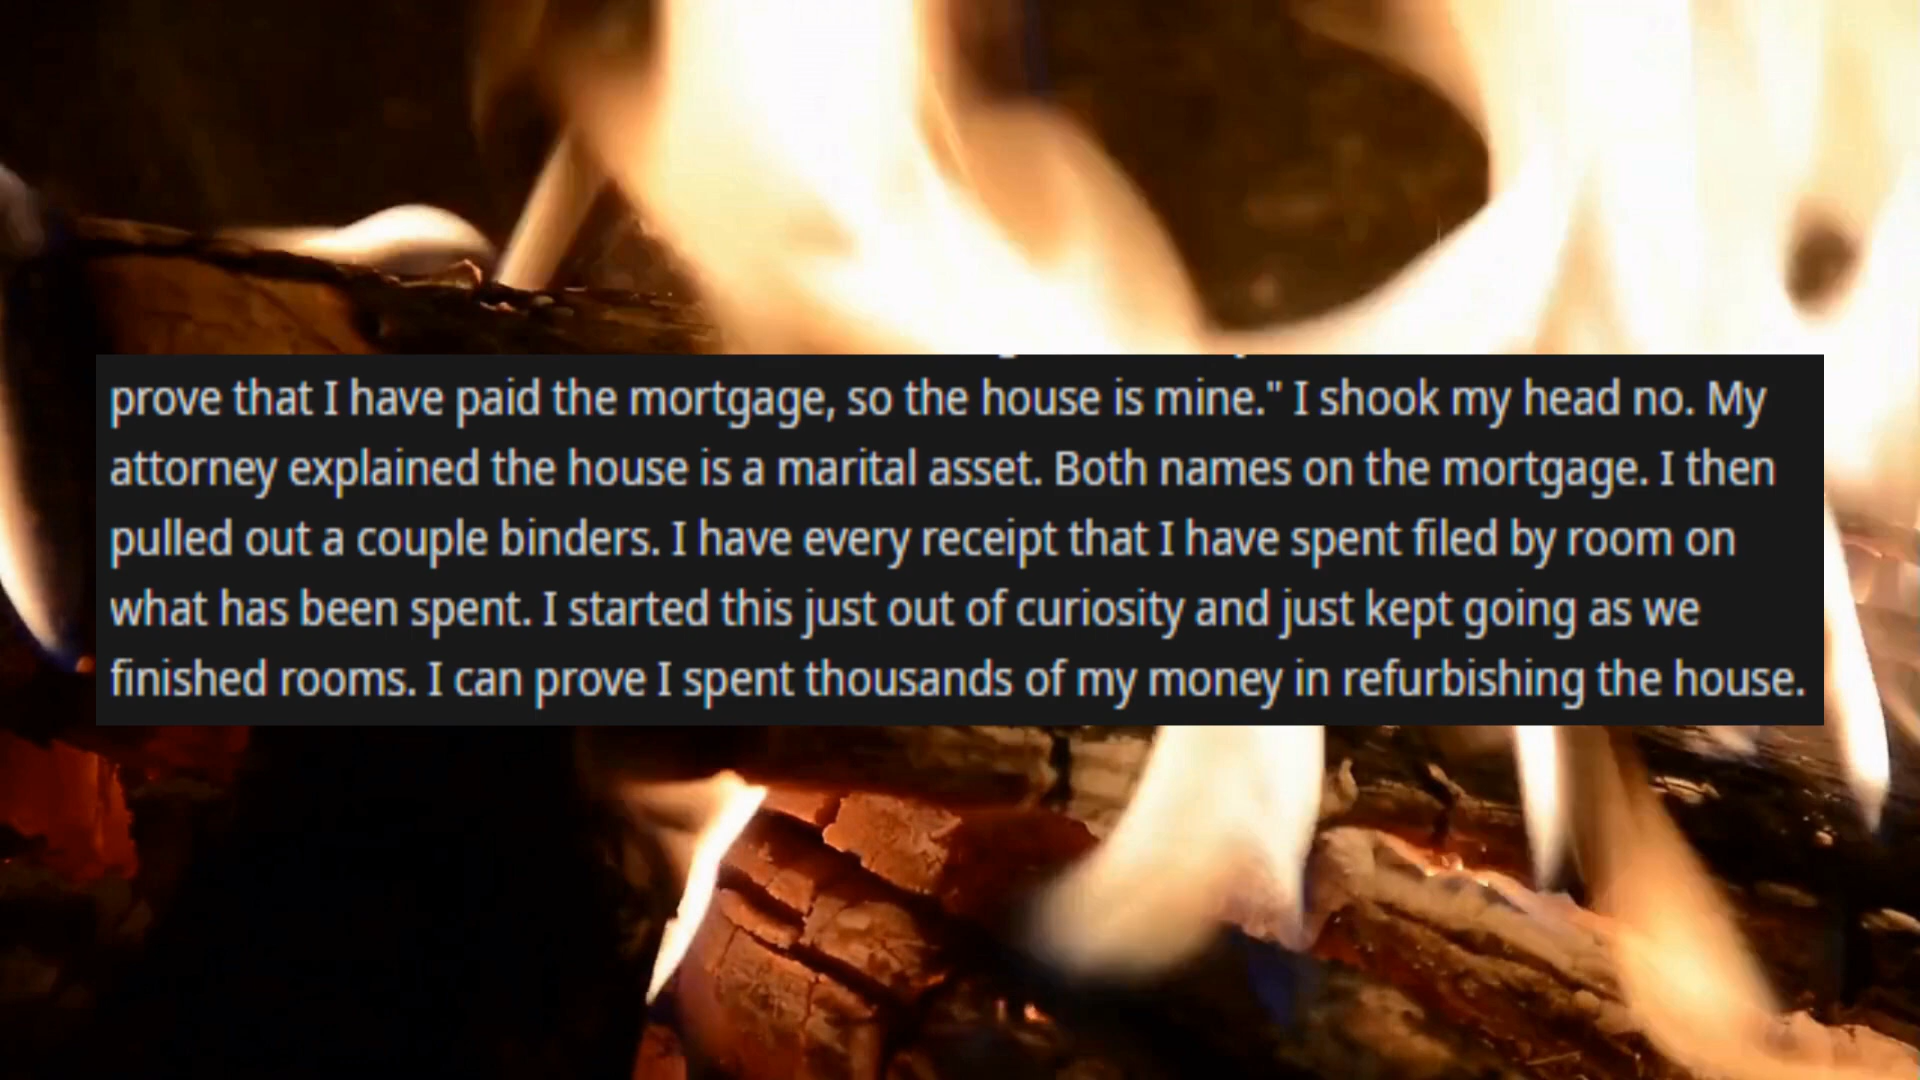 prove that I have paid the mortgage, so the house is mine." I shook my head no. My
attorney explained the house is a marital asset. Both names on the mortgage. I then
pulled out a couple binders. I have every receipt that I have spent filed by room on
what has been spent. I started this just out of curiosity and just kept going as we
finished rooms. I can prove I spent thousands of my money in refurbishing the house.